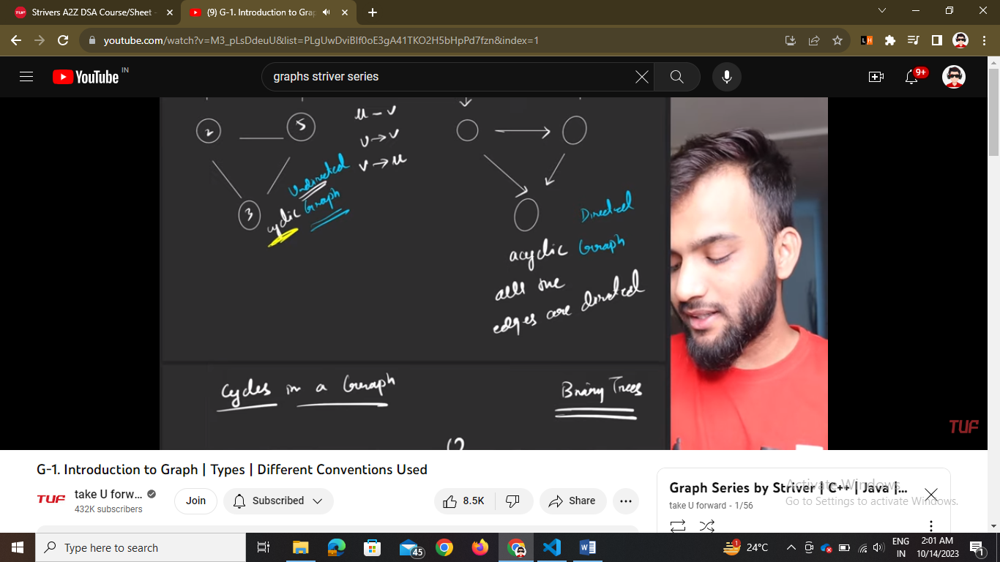 Strivers A2Z DSA Course/Sheet -
(9) G-1. Introduction to Grap
youtube.com/watch?v=M3_pLsDdeuU&list=PLgUwDviBIf0oE3gA41TKO2H5bHpPd7fzn&index=1
YouTube IN
graphs striver series
9+
2
5
3
u - v
v → u
Undirected
Graph
cyclic
Directed
acyclic Graph
all the
edges are directed
Cycles in a Graph
Binary Trees
TUF
G-1. Introduction to Graph | Types | Different Conventions Used
TUF
take U forw...
432K subscribers
Join
Subscribed
8.5K
Share
Graph Series by Striver | C++ | Java |...
take U forward - 1/56
Activate Windows
Go to Settings to activate Windows.
Type here to search
45
1
24°C
ENG
IN
2:01 AM
10/14/2023
1